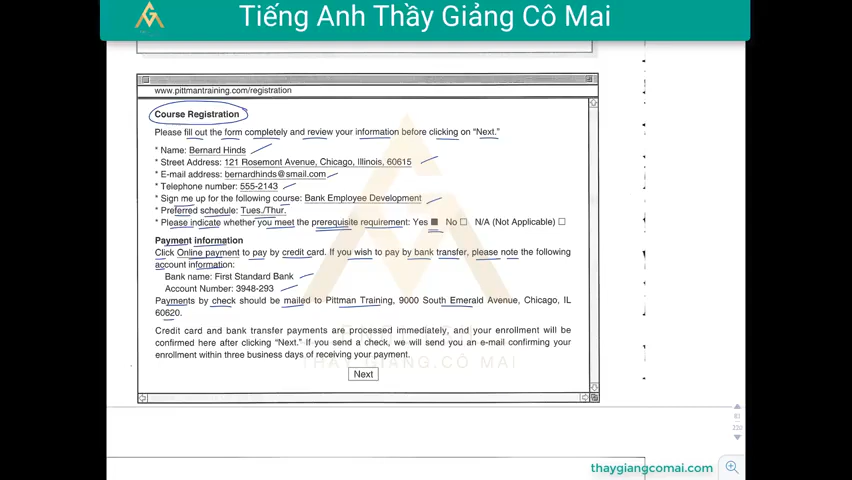 Tiếng Anh Thầy Giảng Cô Mai
www.pittmantraining.com/registration
Course Registration
Please fill out the form completely and review your information before clicking on “Next.”
* Name: Bernard Hinds
* Street Address: 121 Rosemont Avenue, Chicago, Illinois, 60615
* E-mail address: bernardhinds@smail.com
* Telephone number: 555-2143
* Sign me up for the following course: Bank Employee Development
* Preferred schedule: Tues./Thur.
* Please indicate whether you meet the prerequisite requirement: Yes ■ No □ N/A (Not Applicable) □
Payment information
Click Online payment to pay by credit card. If you wish to pay by bank transfer, please note the following
account information:
Bank name: First Standard Bank
Account Number: 3948-293
Payments by check should be mailed to Pittman Training, 9000 South Emerald Avenue, Chicago, IL
60620.
Credit card and bank transfer payments are processed immediately, and your enrollment will be
confirmed here after clicking “Next.” If you send a check, we will send you an e-mail confirming your
enrollment within three business days of receiving your payment.
THẦY GIẢNG.CÔ MAI
Next
thaygiangcomai.com